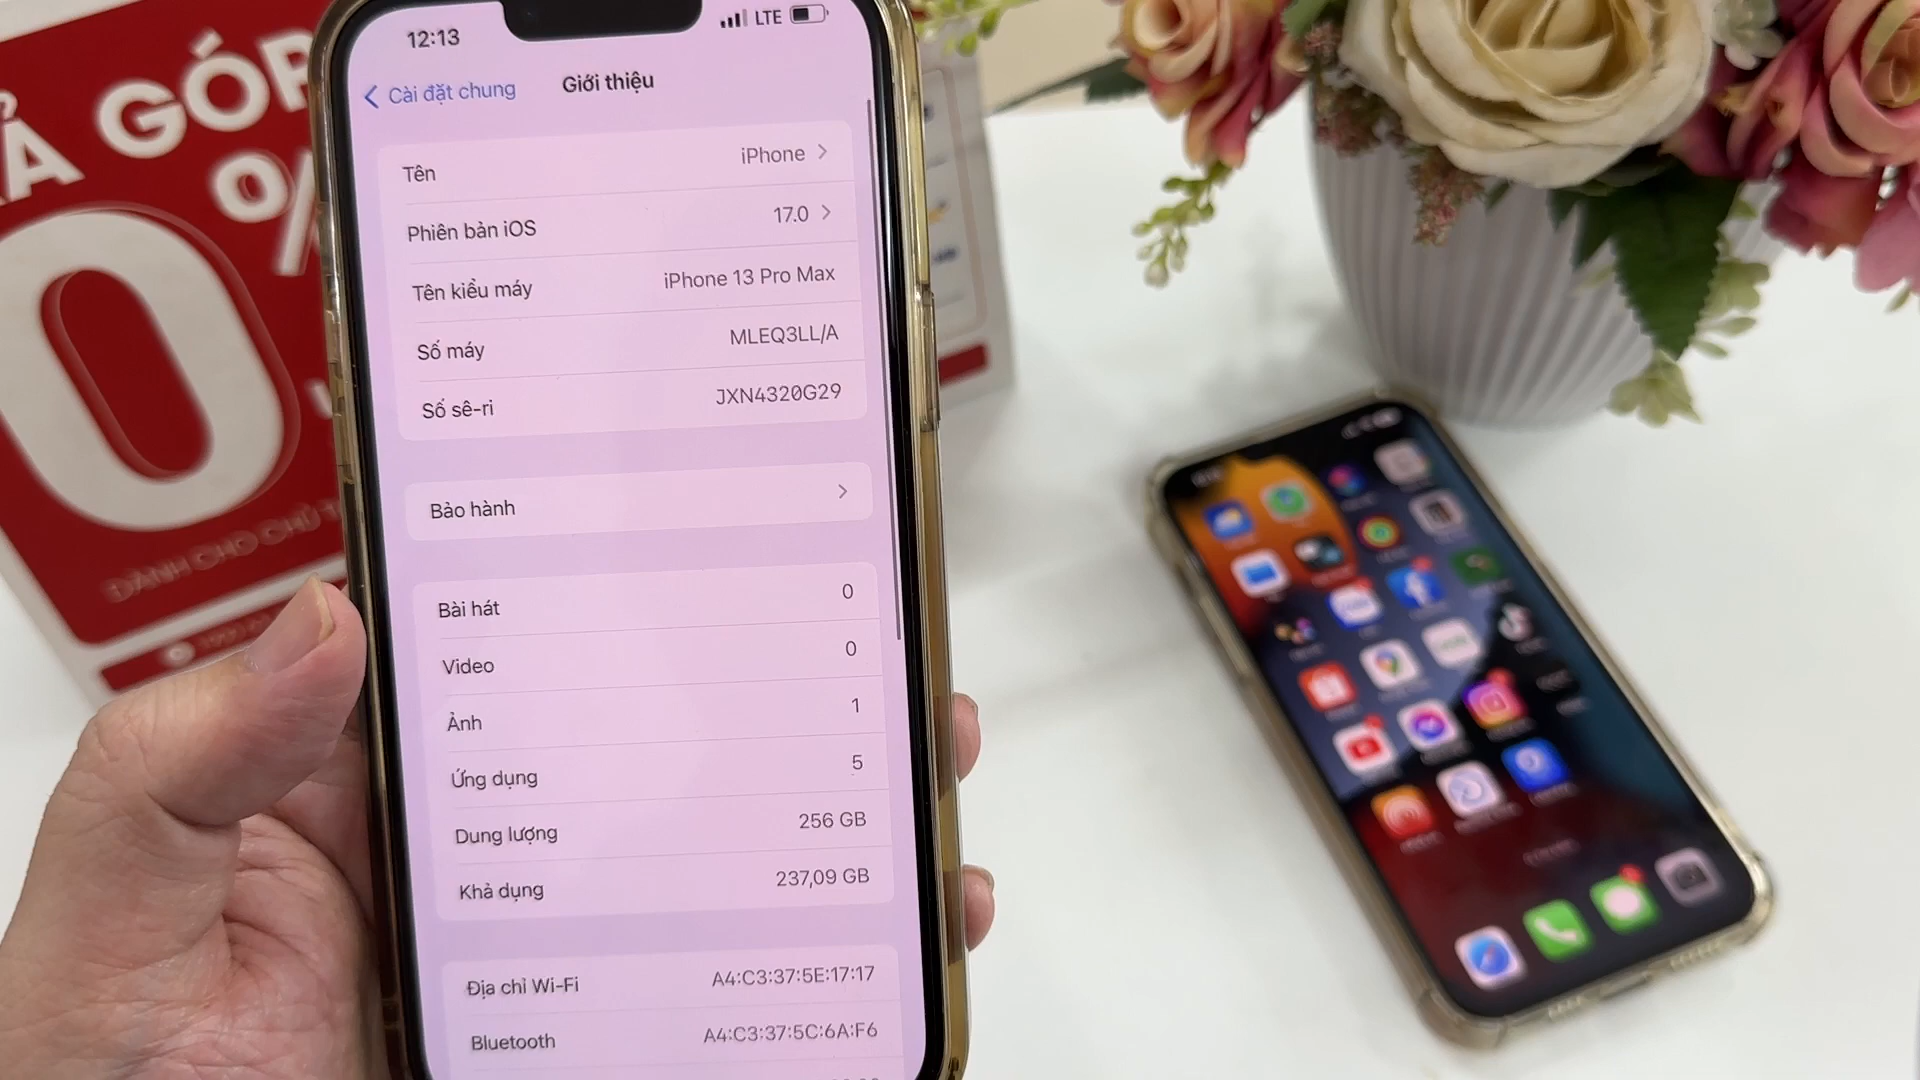 Ả GÓP
0%
0
DÀNH CHO CHỦ T
12:13
LTE
Cài đặt chung
Giới thiệu
Tên iPhone
Phiên bản iOS 17.0
Tên kiểu máy iPhone 13 Pro Max
Số máy MLEQ3LL/A
Số sê-ri JXN4320G29
Bảo hành
Bài hát 0
Video 0
Ảnh 1
Ứng dụng 5
Dung lượng 256 GB
Khả dụng 237,09 GB
Địa chỉ Wi-Fi A4:C3:37:5E:17:17
Bluetooth A4:C3:37:5C:6A:F6